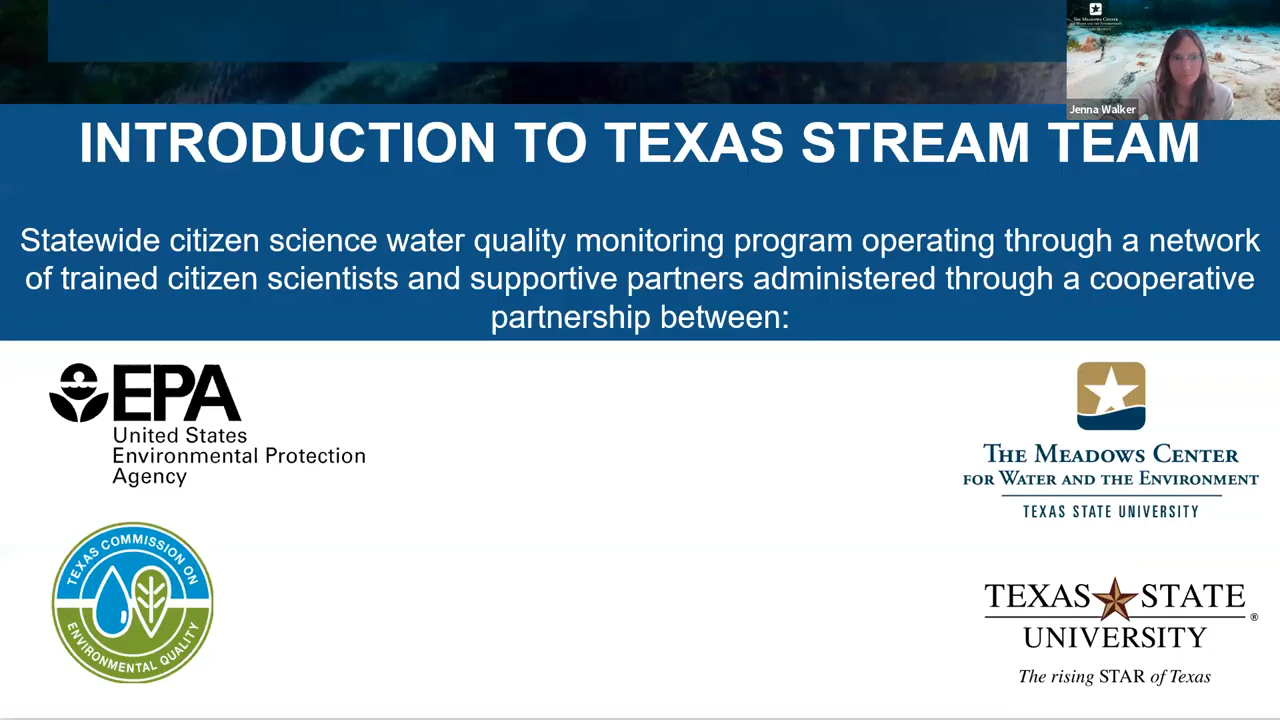 Jenna Walker
INTRODUCTION TO TEXAS STREAM TEAM
Statewide citizen science water quality monitoring program operating through a network
of trained citizen scientists and supportive partners administered through a cooperative
partnership between:
EPA
United States
Environmental Protection
Agency
TEXAS COMMISSION ON
ENVIRONMENTAL QUALITY
THE MEADOWS CENTER
FOR WATER AND THE ENVIRONMENT
TEXAS STATE UNIVERSITY
TEXAS STATE
UNIVERSITY ®
The rising STAR of Texas